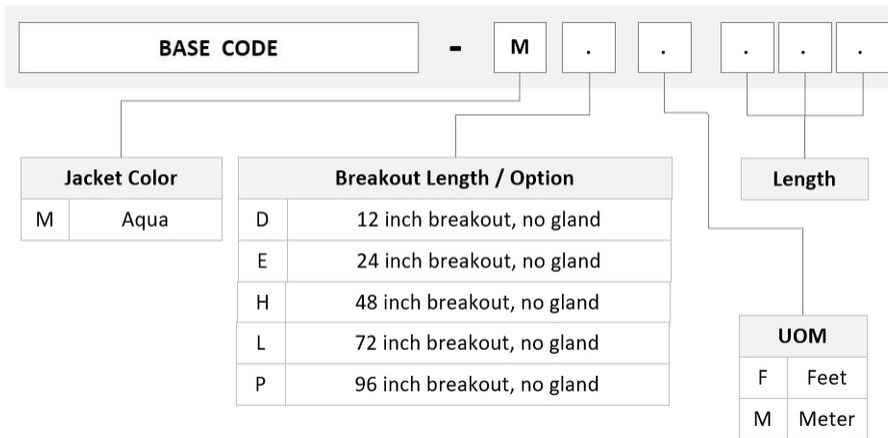 BASE CODE - M . . . . .
Jacket Color
M Aqua
Breakout Length / Option
D 12 inch breakout, no gland
E 24 inch breakout, no gland
H 48 inch breakout, no gland
L 72 inch breakout, no gland
P 96 inch breakout, no gland
Length
UOM
F Feet
M Meter